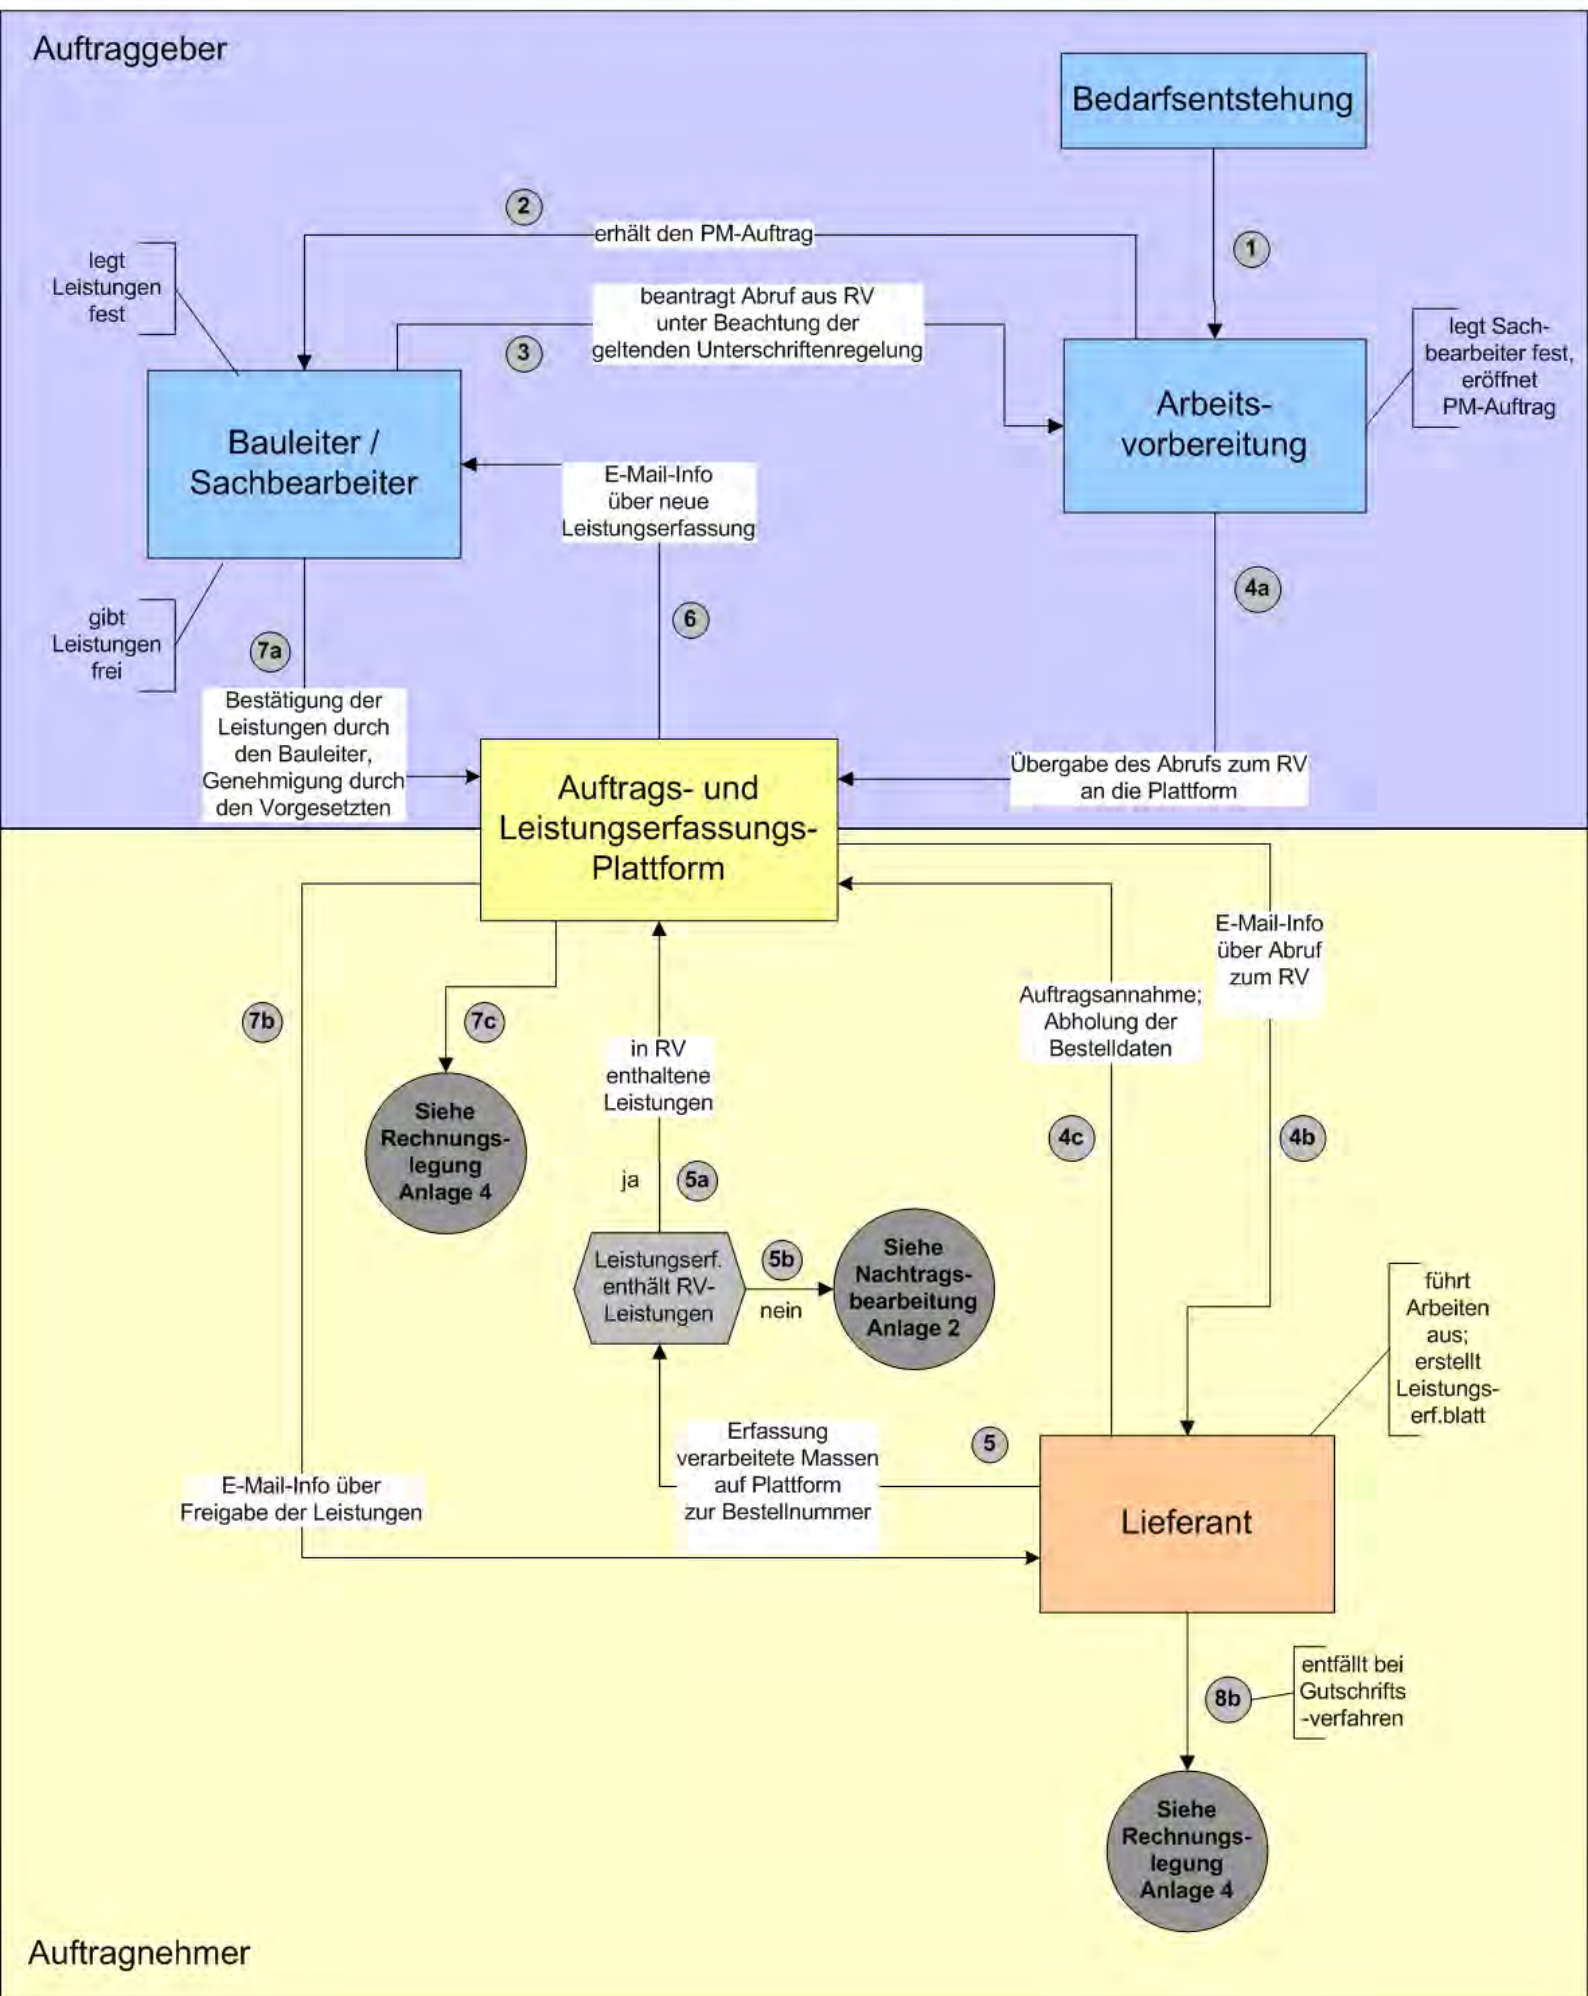 Auftraggeber
Bedarfsentstehung
1
2
erhält den PM-Auftrag
legt
Leistungen
fest
beantragt Abruf aus RV
unter Beachtung der
geltenden Unterschriftenregelung
3
legt Sach-
bearbeiter fest,
eröffnet
PM-Auftrag
Arbeits-
vorbereitung
Bauleiter /
Sachbearbeiter
E-Mail-Info
über neue
Leistungserfassung
4a
6
gibt
Leistungen
frei
7a
Bestätigung der
Leistungen durch
den Bauleiter,
Genehmigung durch
den Vorgesetzten
Auftrags- und
Leistungserfassungs-
Plattform
Übergabe des Abrufs zum RV
an die Plattform
E-Mail-Info
über Abruf
zum RV
Auftragsannahme;
Abholung der
Bestelldaten
7b
7c
in RV
enthaltene
Leistungen
Siehe
Rechnungs-
legung
Anlage 4
4c
4b
ja
5a
Leistungserf.
enthält RV-
Leistungen
5b
nein
Siehe
Nachtrags-
bearbeitung
Anlage 2
führt
Arbeiten
aus;
erstellt
Leistungs-
erf.blatt
Erfassung
verarbeitete Massen
auf Plattform
zur Bestellnummer
5
E-Mail-Info über
Freigabe der Leistungen
Lieferant
entfällt bei
Gutschrifts
-verfahren
8b
Siehe
Rechnungs-
legung
Anlage 4
Auftragnehmer